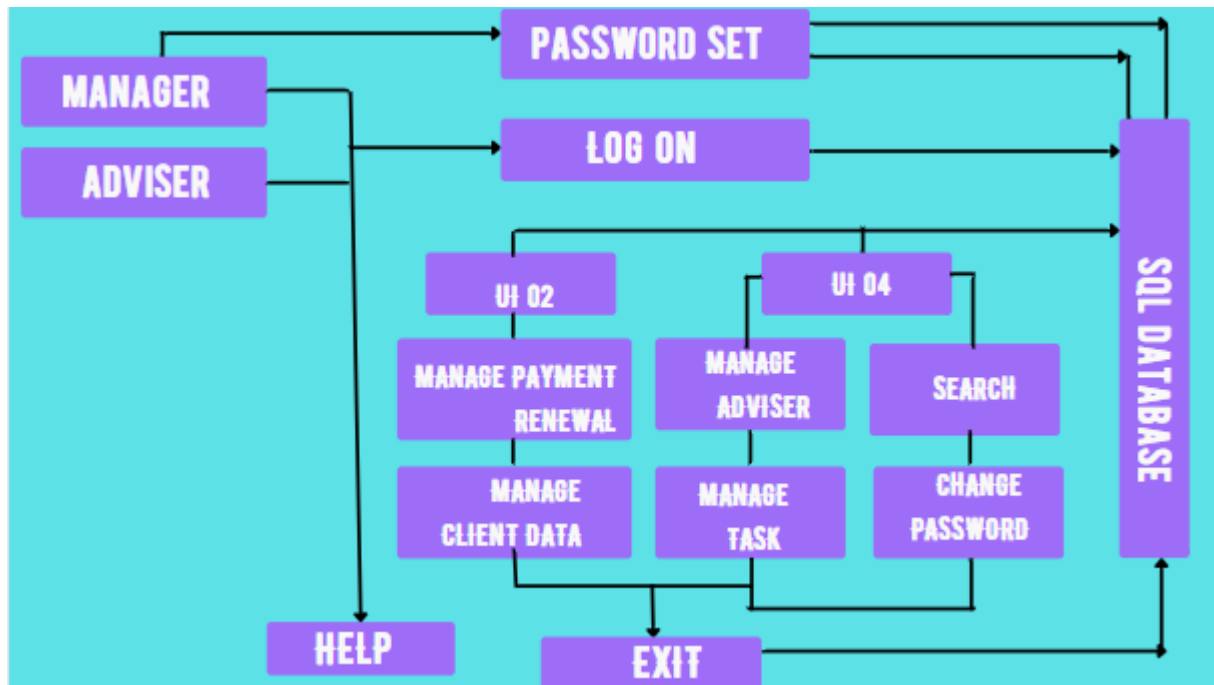 PASSWORD SET
MANAGER
LOG ON
ADVISER
UI 02
UI 04
MANAGE PAYMENT
RENEWAL
MANAGE
ADVISER
SEARCH
SQL DATABASE
MANAGE
CLIENT DATA
MANAGE
TASK
CHANGE
PASSWORD
HELP
EXIT